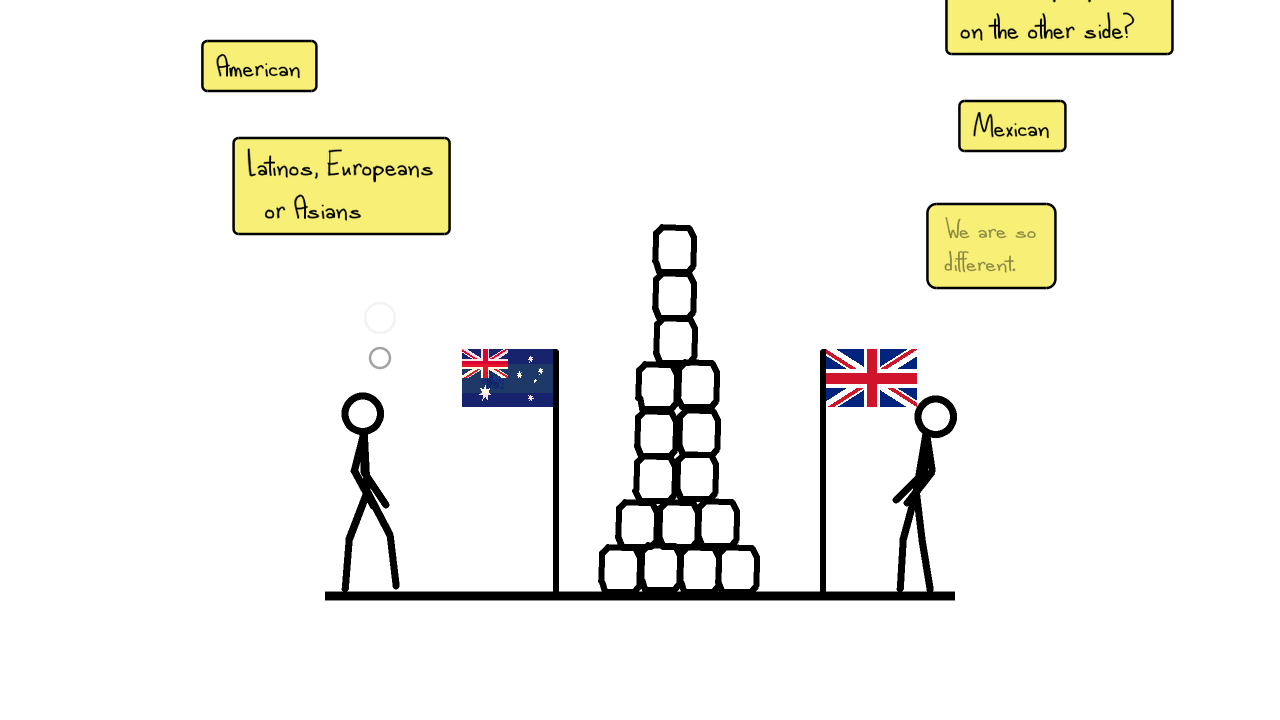 on the other side?
American
Mexican
Latinos, Europeans
or Asians
We are so
different.